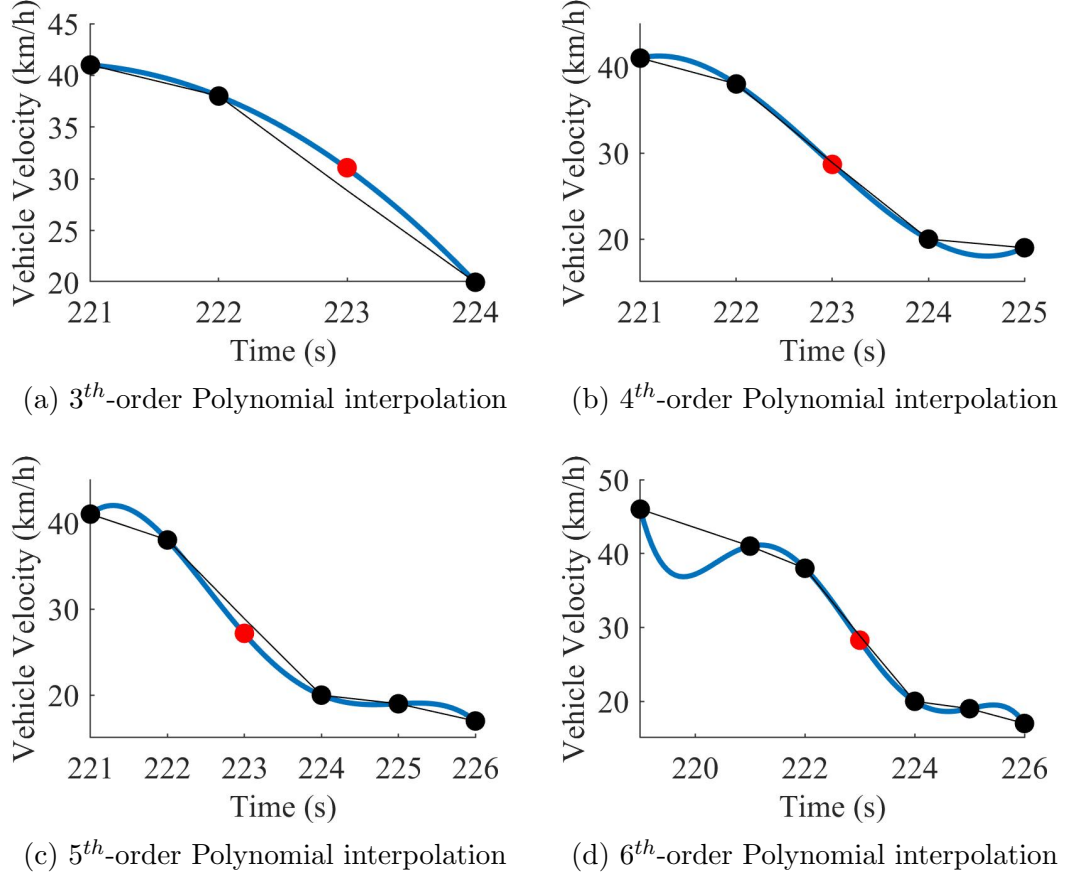 Vehicle Velocity (km/h)
45
40
35
30
25
20
221 222 223 224
Time (s)
(a) 3th-order Polynomial interpolation
Vehicle Velocity (km/h)
40
30
20
221 222 223 224 225
Time (s)
(b) 4th-order Polynomial interpolation
Vehicle Velocity (km/h)
40
30
20
221 222 223 224 225 226
Time (s)
(c) 5th-order Polynomial interpolation
Vehicle Velocity (km/h)
50
40
30
20
220 222 224 226
Time (s)
(d) 6th-order Polynomial interpolation